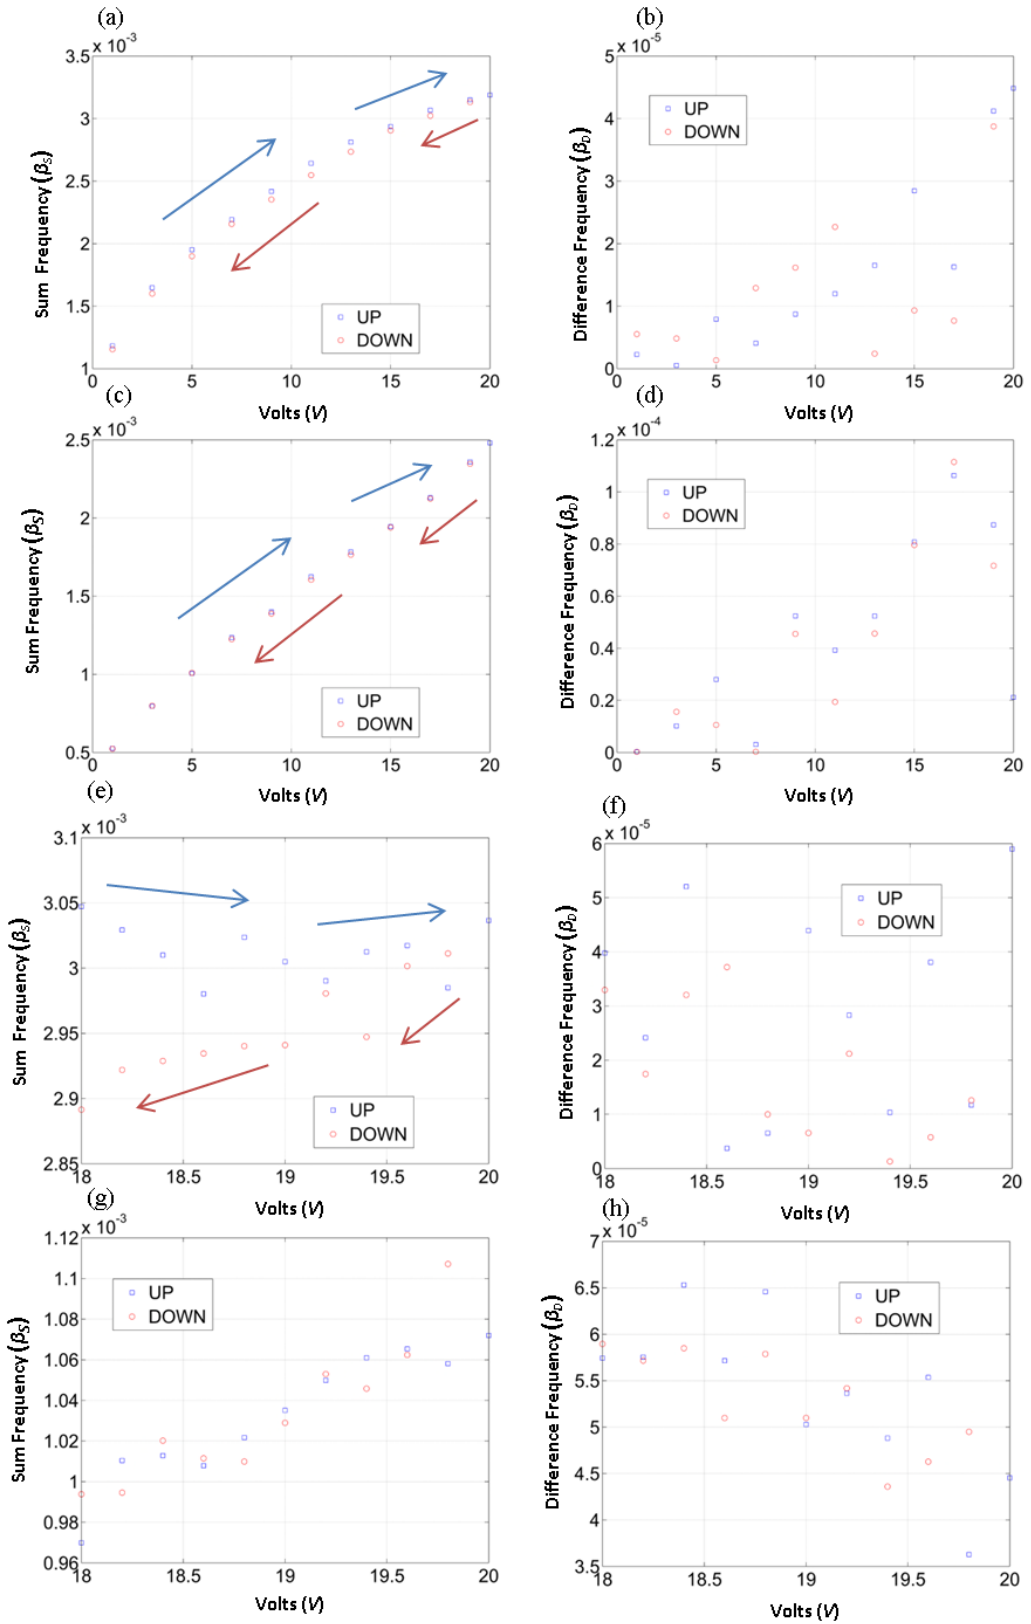 (a)
x 10-3
3.5
3
2.5
2
1.5
1
0 5 10 15 20
Sum Frequency (βS)
Volts (V)
UP
DOWN
(b)
x 10-5
5
4
3
2
1
0
0 5 10 15 20
Difference Frequency (βD)
Volts (V)
UP
DOWN
(c)
x 10-3
2.5
2
1.5
1
0.5
0 5 10 15 20
Sum Frequency (βS)
Volts (V)
UP
DOWN
(d)
x 10-4
1.2
1
0.8
0.6
0.4
0.2
0
0 5 10 15 20
Difference Frequency (βD)
Volts (V)
UP
DOWN
(e)
x 10-3
3.1
3.05
3
2.95
2.9
2.85
18 18.5 19 19.5 20
Sum Frequency (βS)
Volts (V)
UP
DOWN
(f)
x 10-5
6
5
4
3
2
1
0
18 18.5 19 19.5 20
Difference Frequency (βD)
Volts (V)
UP
DOWN
(g)
x 10-3
1.12
1.1
1.08
1.06
1.04
1.02
1
0.98
0.96
18 18.5 19 19.5 20
Sum Frequency (βS)
Volts (V)
UP
DOWN
(h)
x 10-5
7
6.5
6
5.5
5
4.5
4
3.5
18 18.5 19 19.5 20
Difference Frequency (βD)
Volts (V)
UP
DOWN